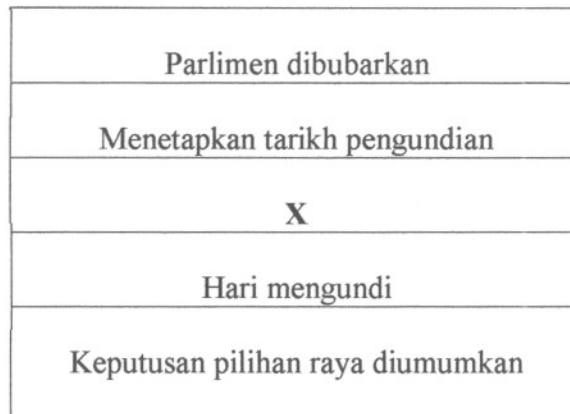 Parlimen dibubarkan
Menetapkan tarikh pengundian
X
Hari mengundi
Keputusan pilihan raya diumumkan